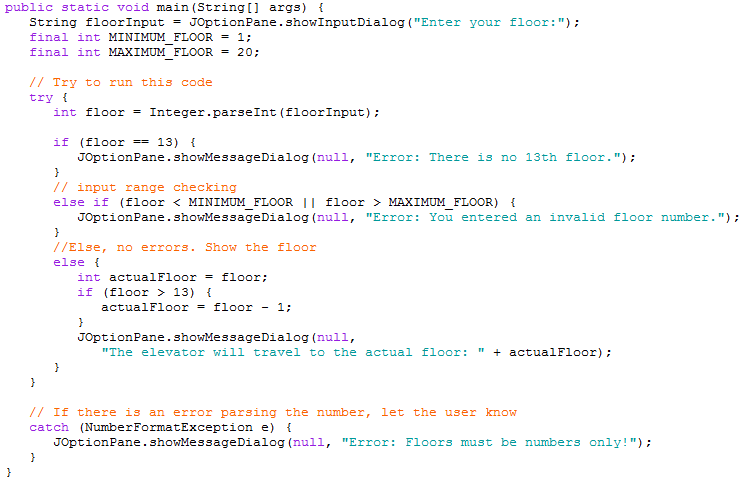 public static void main(String[] args) {
   String floorInput = JOptionPane.showInputDialog("Enter your floor:");
   final int MINIMUM_FLOOR = 1;
   final int MAXIMUM_FLOOR = 20;

   // Try to run this code
   try {
      int floor = Integer.parseInt(floorInput);

      if (floor == 13) {
         JOptionPane.showMessageDialog(null, "Error: There is no 13th floor.");
      }
      // input range checking
      else if (floor < MINIMUM_FLOOR || floor > MAXIMUM_FLOOR) {
         JOptionPane.showMessageDialog(null, "Error: You entered an invalid floor number.");
      }
      //Else, no errors. Show the floor
      else {
         int actualFloor = floor;
         if (floor > 13) {
            actualFloor = floor - 1;
         }
         JOptionPane.showMessageDialog(null,
            "The elevator will travel to the actual floor: " + actualFloor);
      }
   }

   // If there is an error parsing the number, let the user know
   catch (NumberFormatException e) {
      JOptionPane.showMessageDialog(null, "Error: Floors must be numbers only!");
   }
}